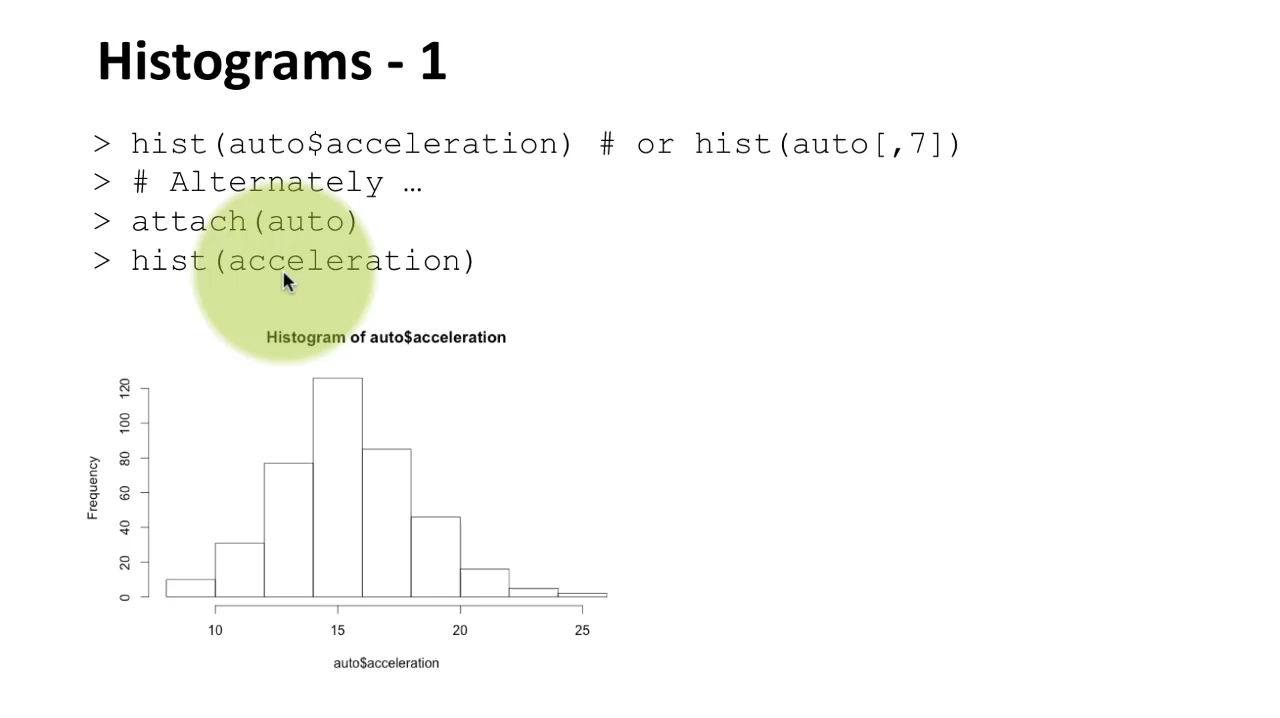 Histograms - 1
> hist(auto$acceleration) # or hist(auto[,7])
> # Alternately …
> attach(auto)
> hist(acceleration)
Histogram of auto$acceleration
120
100
80
60
40
20
0
Frequency
10 15 20 25
auto$acceleration